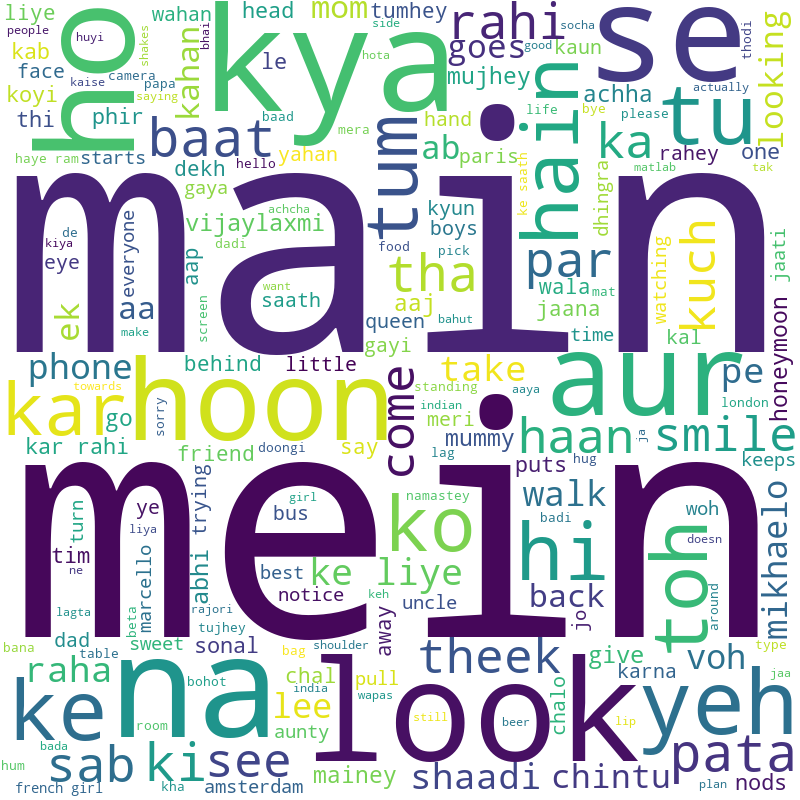 liye
wahan
head
mom
tumhey
rahi
se
people
huyi
bhai
side
shakes
good
socha
thodi
looking
kab
ho
kahan
kya
le
goes
kaun
face
kaise
camera
papa
saying
hota
mujhey
actually
koyi
life
bye
achha
tu
thi
phir
baat
baad
mera
tum
hand
hain
please
ka
haye ram
starts
hello
yahan
ab
paris
rahey
one
dekh
gaya
ke saath
matlab
tak
main
achcha
kyun
dhingra
vijaylaxmi
boys
de
kiya
everyone
dadi
food
pick
par
watching
kuch
jaati
eye
aap
tha
ek
aa
screen
want
saath
aaj
wala
mat
jaana
make
queen
bahut
time
gayi
kal
honeymoon
phone
behind
little
take
aur
pe
kar
towards
hoon
come
standing
aaya
indian
london
go
sorry
meri
haan
smile
kar rahi
friend
doongi
say
mummy
lag
ja
mein
trying
puts
hug
keeps
turn
ye
girl
namastey
walk
woh
liya
bus
ko
badi
hi
toh
doesn
mikhaelo
tim
ne
marcello
abhi
best
ke liye
around
notice
keh
back
lagta
beta
rajori
uncle
jo
dad
tujhey
away
bana
table
sweet
sonal
bag
shoulder
theek
give
voh
type
raha
na
chal
pull
look
karna
jaa
ke
bohot
india
wapas
lee
chalo
yeh
room
aunty
still
beer
lip
bada
sab
ki
see
pata
hum
mainey
shaadi
chintu
nods
french girl
kha
amsterdam
plan